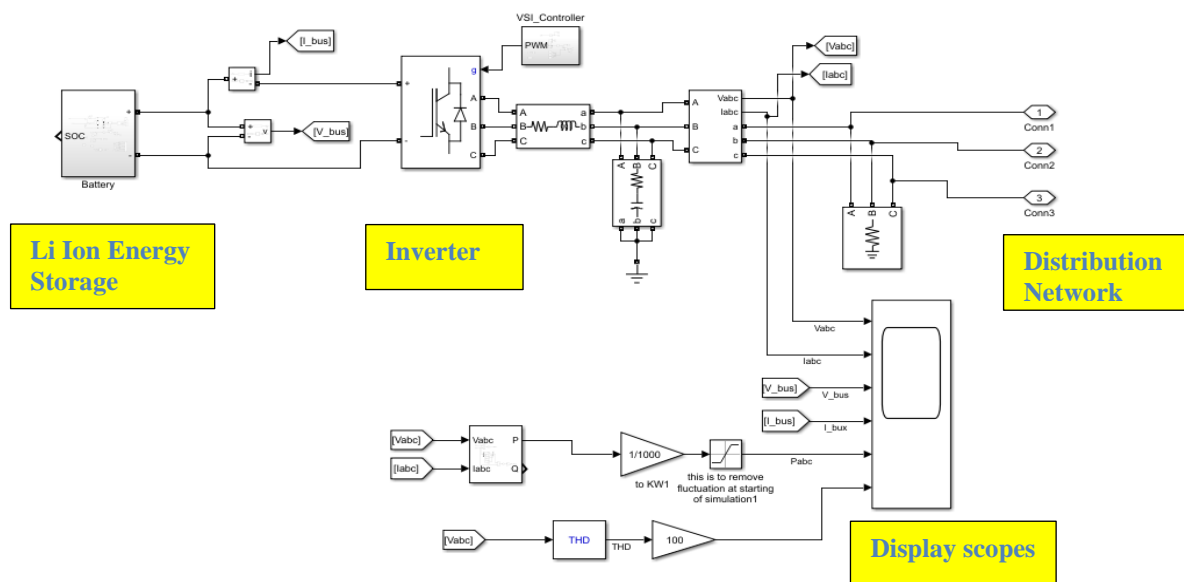 VSI_Controller
PWM
[I_bus]
[V_bus]
i
+
-
v
+
-
SOC
+
-
Battery
g
+
-
A
B
C
A
B
C
a
b
c
A
B
C
a
b
c
A
B
C
Vabc
Iabc
a
b
c
[Vabc]
[Iabc]
1
Conn1
2
Conn2
3
Conn3
A
B
C
Li Ion Energy
Storage
Inverter
Distribution
Network
Vabc
Iabc
[V_bus]
V_bus
[I_bus]
I_bux
Pabc
[Vabc]
[Iabc]
Vabc
Iabc
P
Q
1/1000
to KW1
this is to remove
fluctuation at starting
of simulation1
[Vabc]
THD
THD
100
Display scopes